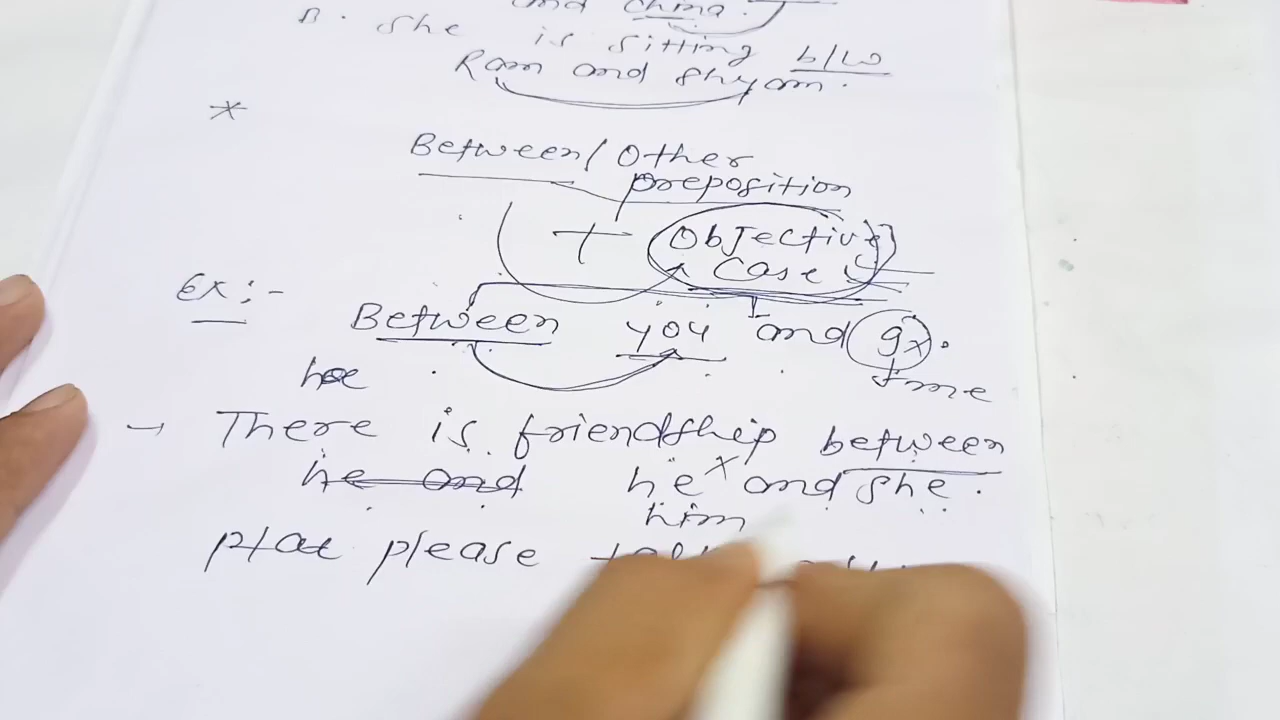 and China.
B. She is sitting b/w
Ram and Shyam.
*
Between/Other
preposition
+ Objective
Case
Ex:-
Between you and I x.
me
he
→ There is friendship between
he and he x and she.
him
please